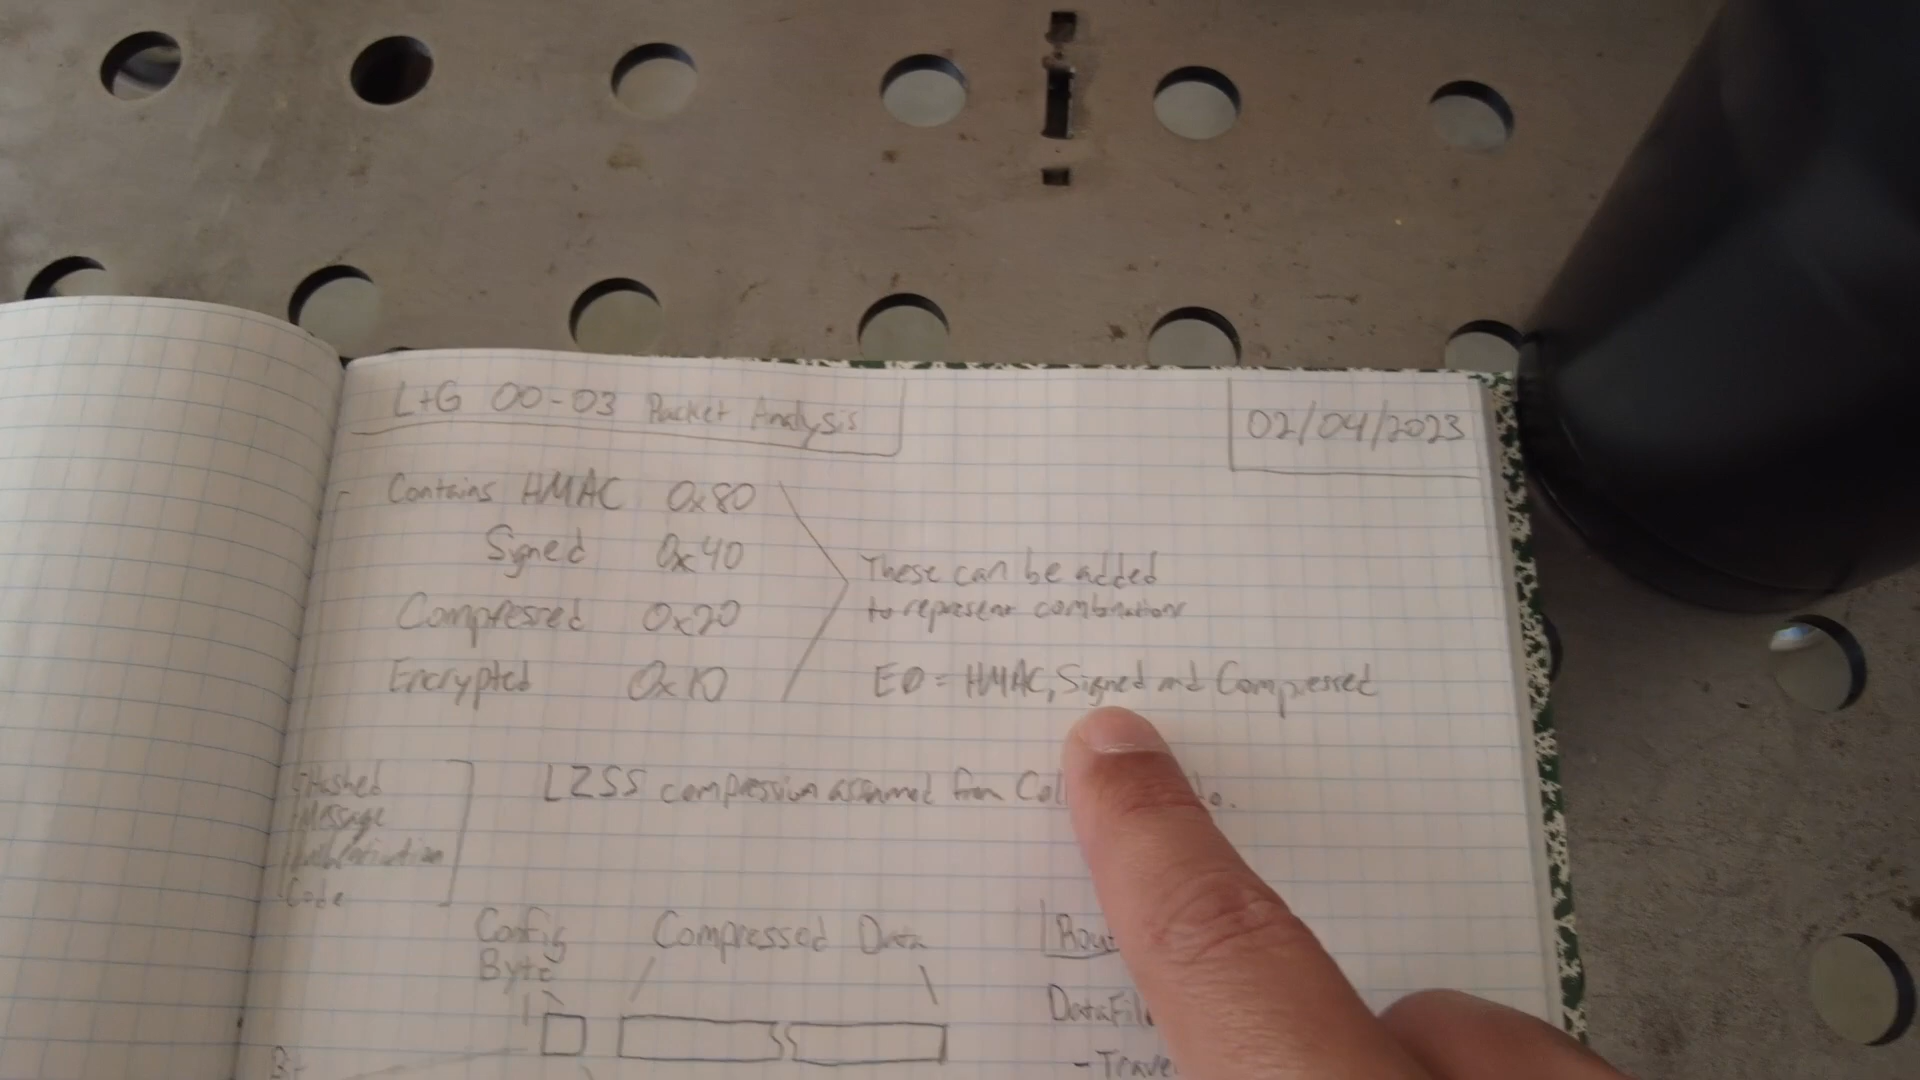 L+G 00-03 Packet Analysis
02/04/2023
- Contains HMAC 0x80
Signed 0x40
Compressed 0x20
Encrypted 0x10
These can be added
to represent combinations
E0 = HMAC, Signed and Compressed
Hashed
Message
Authentication
Code
LZSS compression assumed from
Config
Byte
Compressed Data
DataFil
- Trave